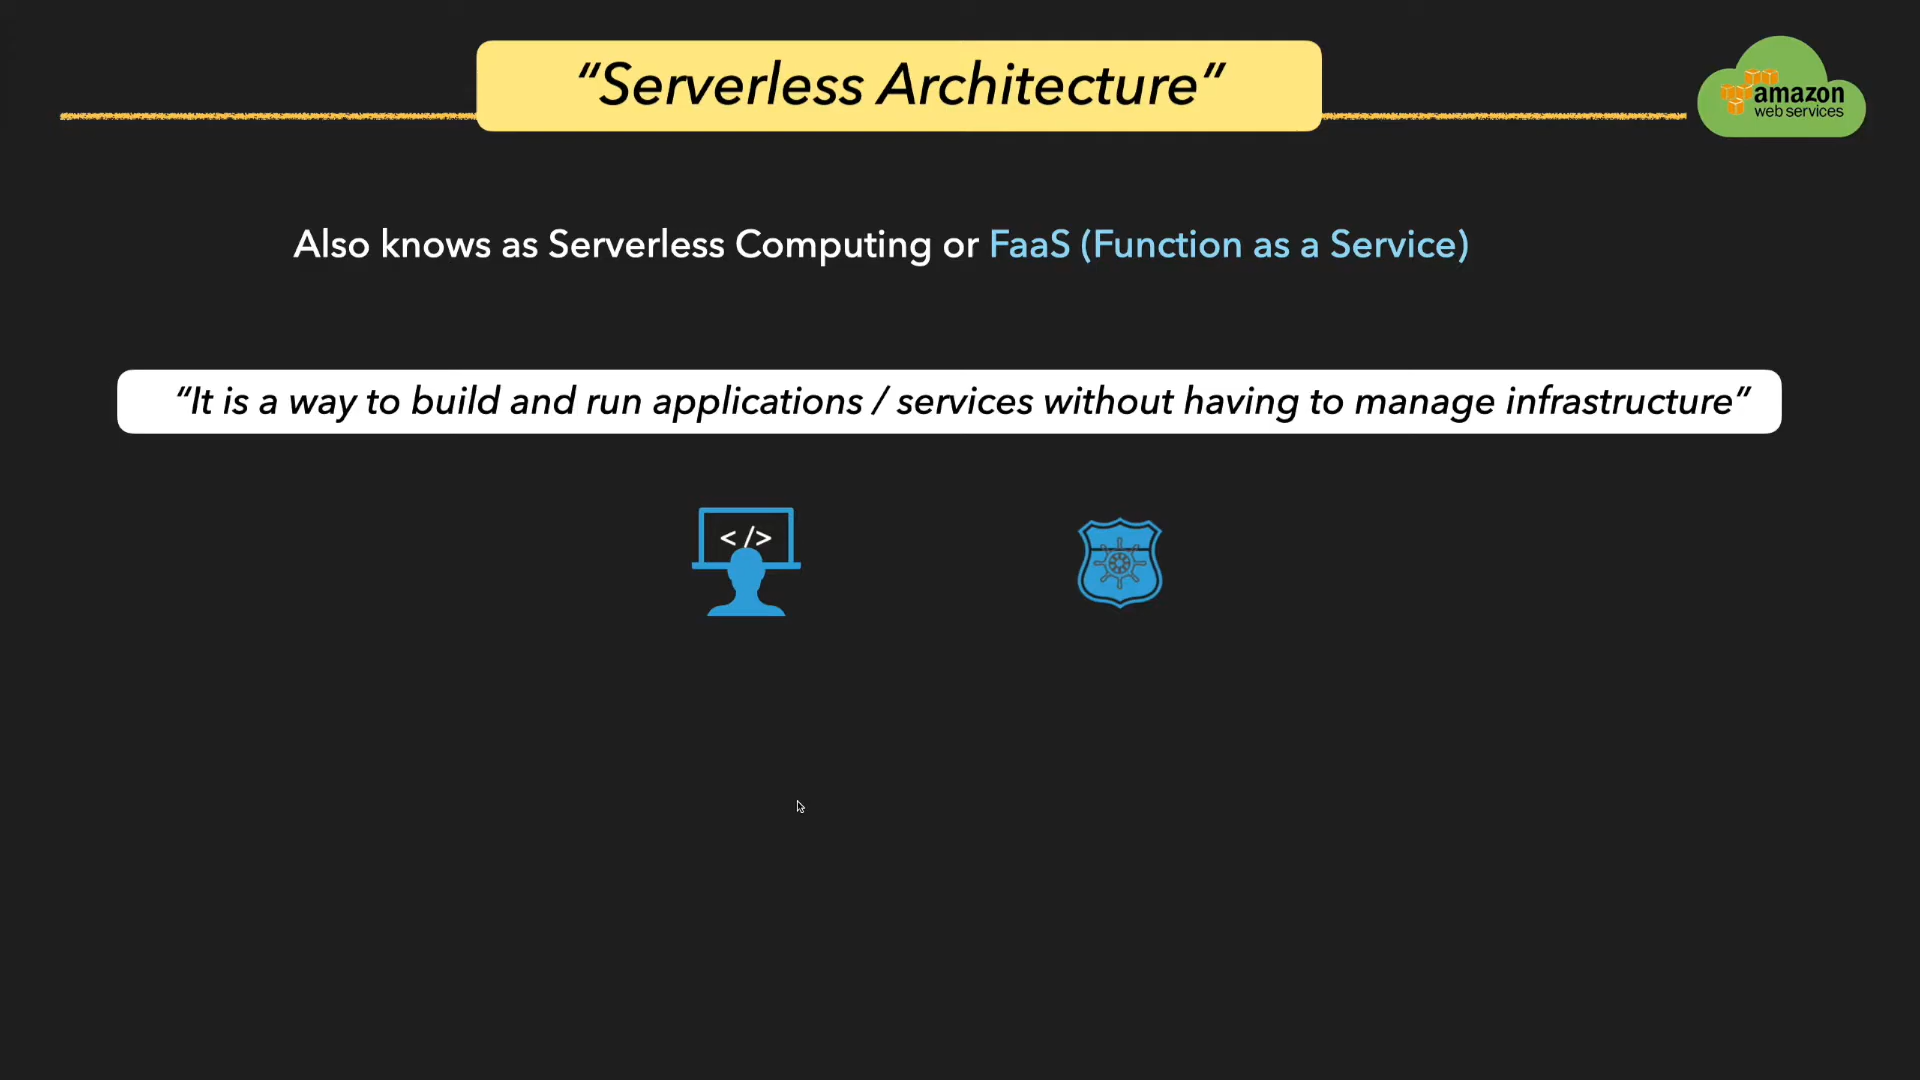 “Serverless Architecture”
amazon
web services
Also knows as Serverless Computing or FaaS (Function as a Service)
“It is a way to build and run applications / services without having to manage infrastructure”
</>